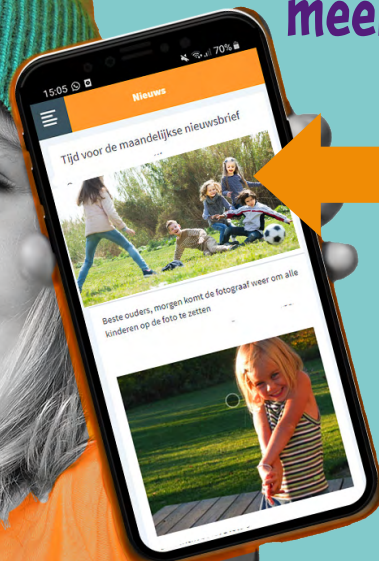 mee
15:05
70%
Nieuws
Tijd voor de maandelijkse nieuwsbrief
Beste ouders, morgen komt de fotograaf weer om alle
kinderen op de foto te zetten